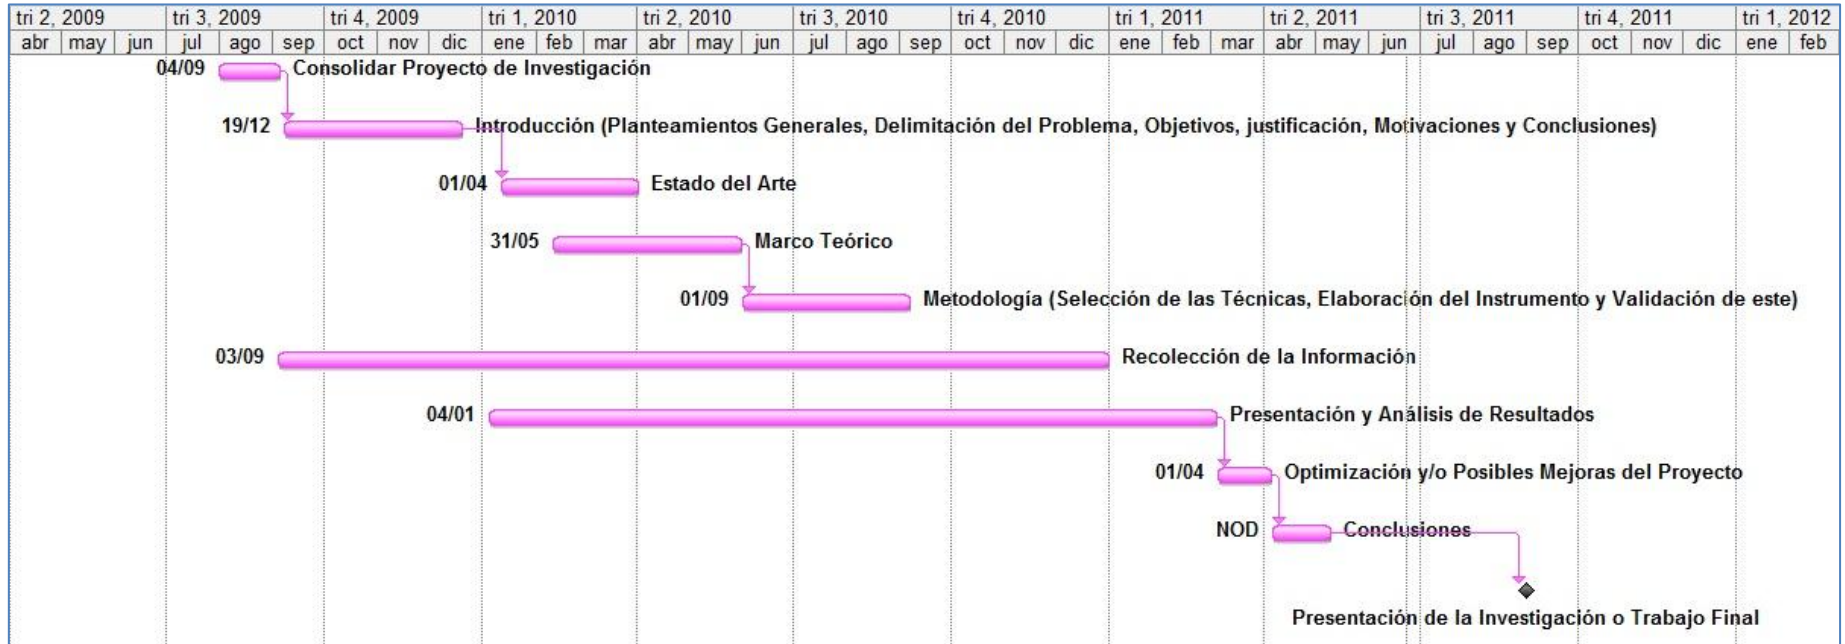 tri 2, 2009 tri 3, 2009 tri 4, 2009 tri 1, 2010 tri 2, 2010 tri 3, 2010 tri 4, 2010 tri 1, 2011 tri 2, 2011 tri 3, 2011 tri 4, 2011 tri 1, 2012
abr may jun jul ago sep oct nov dic ene feb mar abr may jun jul ago sep oct nov dic ene feb mar abr may jun jul ago sep oct nov dic ene feb
04/09 Consolidar Proyecto de Investigación
19/12 Introducción (Planteamientos Generales, Delimitación del Problema, Objetivos, justificación, Motivaciones y Conclusiones)
01/04 Estado del Arte
31/05 Marco Teórico
01/09 Metodología (Selección de las Técnicas, Elaboración del Instrumento y Validación de este)
03/09 Recolección de la Información
04/01 Presentación y Análisis de Resultados
01/04 Optimización y/o Posibles Mejoras del Proyecto
NOD Conclusiones
Presentación de la Investigación o Trabajo Final